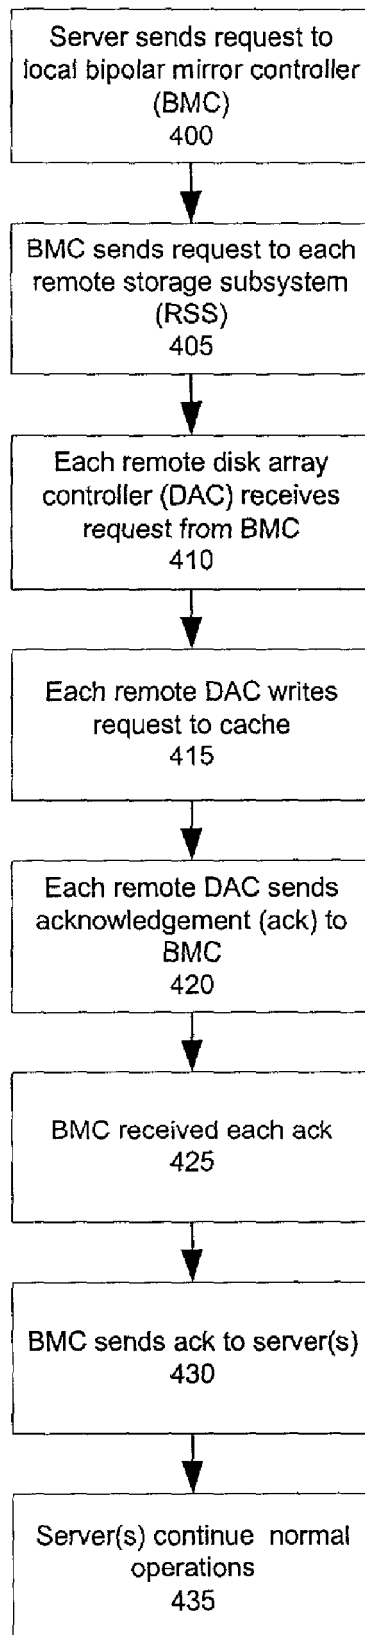 Server sends request to
local bipolar mirror controller
(BMC)
400
BMC sends request to each
remote storage subsystem
(RSS)
405
Each remote disk array
controller (DAC) receives
request from BMC
410
Each remote DAC writes
request to cache
415
Each remote DAC sends
acknowledgement (ack) to
BMC
420
BMC received each ack
425
BMC sends ack to server(s)
430
Server(s) continue normal
operations
435